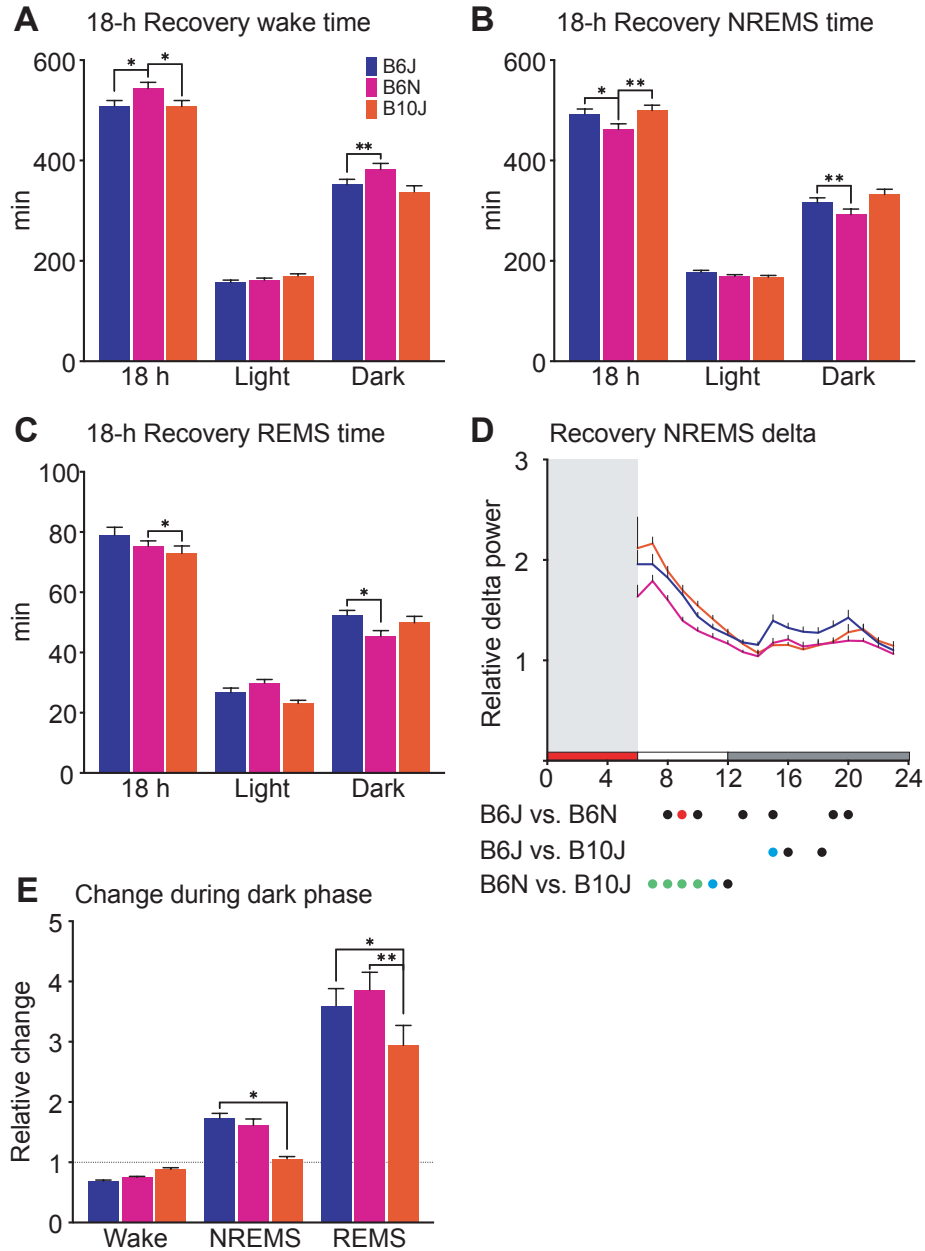 A 18-h Recovery wake time
600
400
200
0
min
* *
**
B6J
B6N
B10J
18 h Light Dark
B 18-h Recovery NREMS time
600
400
200
0
min
* **
**
18 h Light Dark
C 18-h Recovery REMS time
100
80
60
40
20
0
min
*
*
18 h Light Dark
D Recovery NREMS delta
3
2
1
Relative delta power
0 4 8 12 16 20 24
B6J vs. B6N
B6J vs. B10J
B6N vs. B10J
E Change during dark phase
5
4
3
2
1
0
Relative change
*
*
**
Wake NREMS REMS